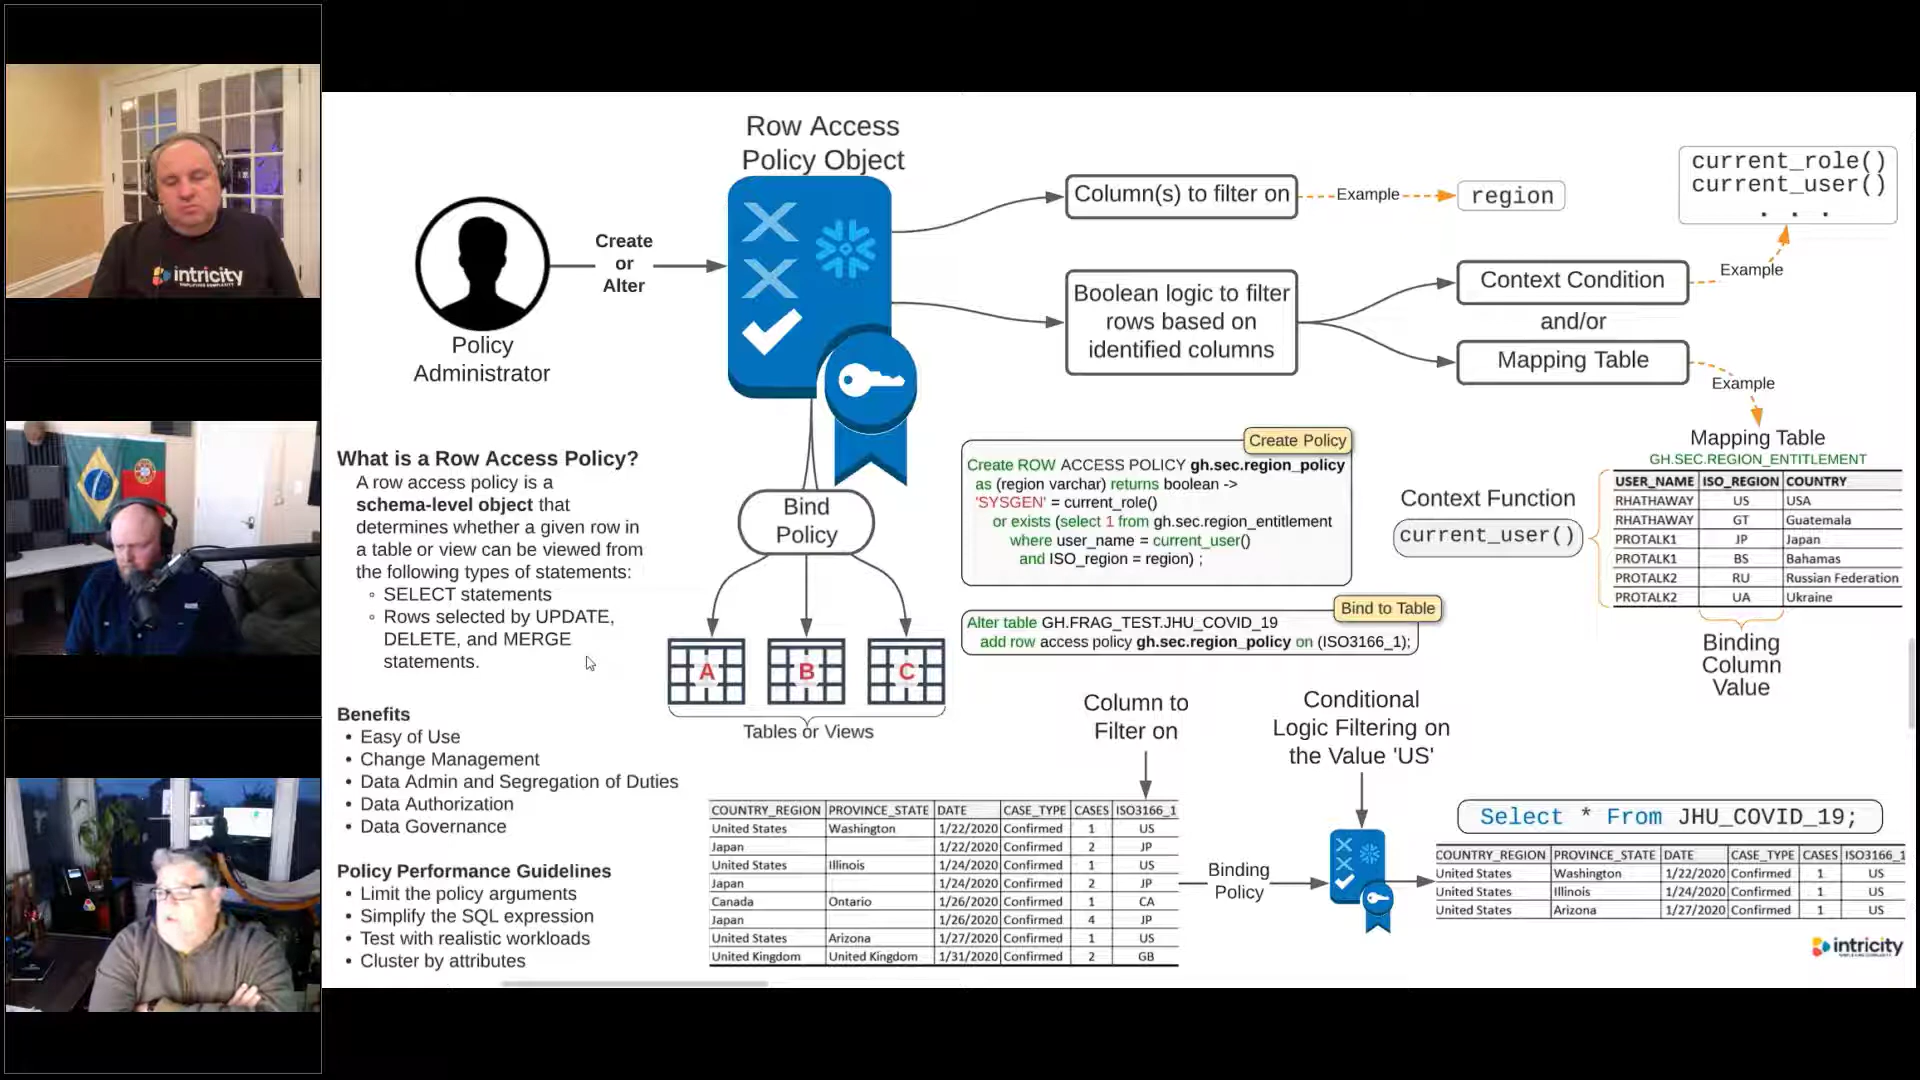 intricity
Row Access
Policy Object
Create
or
Alter
Policy
Administrator
Column(s) to filter on
Example
region
current_role()
current_user()
. . .
Boolean logic to filter
rows based on
identified columns
Context Condition
Example
and/or
Mapping Table
Example
Bind
Policy
A
B
C
Tables or Views
What is a Row Access Policy?
A row access policy is a
schema-level object that
determines whether a given row in
a table or view can be viewed from
the following types of statements:
◦ SELECT statements
◦ Rows selected by UPDATE,
DELETE, and MERGE
statements.
Benefits
• Easy of Use
• Change Management
• Data Admin and Segregation of Duties
• Data Authorization
• Data Governance
Policy Performance Guidelines
• Limit the policy arguments
• Simplify the SQL expression
• Test with realistic workloads
• Cluster by attributes
Create Policy
Create ROW ACCESS POLICY gh.sec.region_policy
as (region varchar) returns boolean ->
'SYSGEN' = current_role()
or exists (select 1 from gh.sec.region_entitlement
where user_name = current_user()
and ISO_region = region) ;
Bind to Table
Alter table GH.FRAG_TEST.JHU_COVID_19
add row access policy gh.sec.region_policy on (ISO3166_1);
Context Function
current_user()
Mapping Table
GH.SEC.REGION_ENTITLEMENT
USER_NAME ISO_REGION COUNTRY
RHATHAWAY US USA
RHATHAWAY GT Guatemala
PROTALK1 JP Japan
PROTALK1 BS Bahamas
PROTALK2 RU Russian Federation
PROTALK2 UA Ukraine
Binding
Column
Value
Column to
Filter on
COUNTRY_REGION PROVINCE_STATE DATE CASE_TYPE CASES ISO3166_1
United States Washington 1/22/2020 Confirmed 1 US
Japan 1/22/2020 Confirmed 2 JP
United States Illinois 1/24/2020 Confirmed 1 US
Japan 1/24/2020 Confirmed 2 JP
Canada Ontario 1/26/2020 Confirmed 1 CA
Japan 1/26/2020 Confirmed 4 JP
United States Arizona 1/27/2020 Confirmed 1 US
United Kingdom United Kingdom 1/31/2020 Confirmed 2 GB
Binding
Policy
Conditional
Logic Filtering on
the Value 'US'
Select * From JHU_COVID_19;
COUNTRY_REGION PROVINCE_STATE DATE CASE_TYPE CASES ISO3166_1
United States Washington 1/22/2020 Confirmed 1 US
United States Illinois 1/24/2020 Confirmed 1 US
United States Arizona 1/27/2020 Confirmed 1 US
intricity